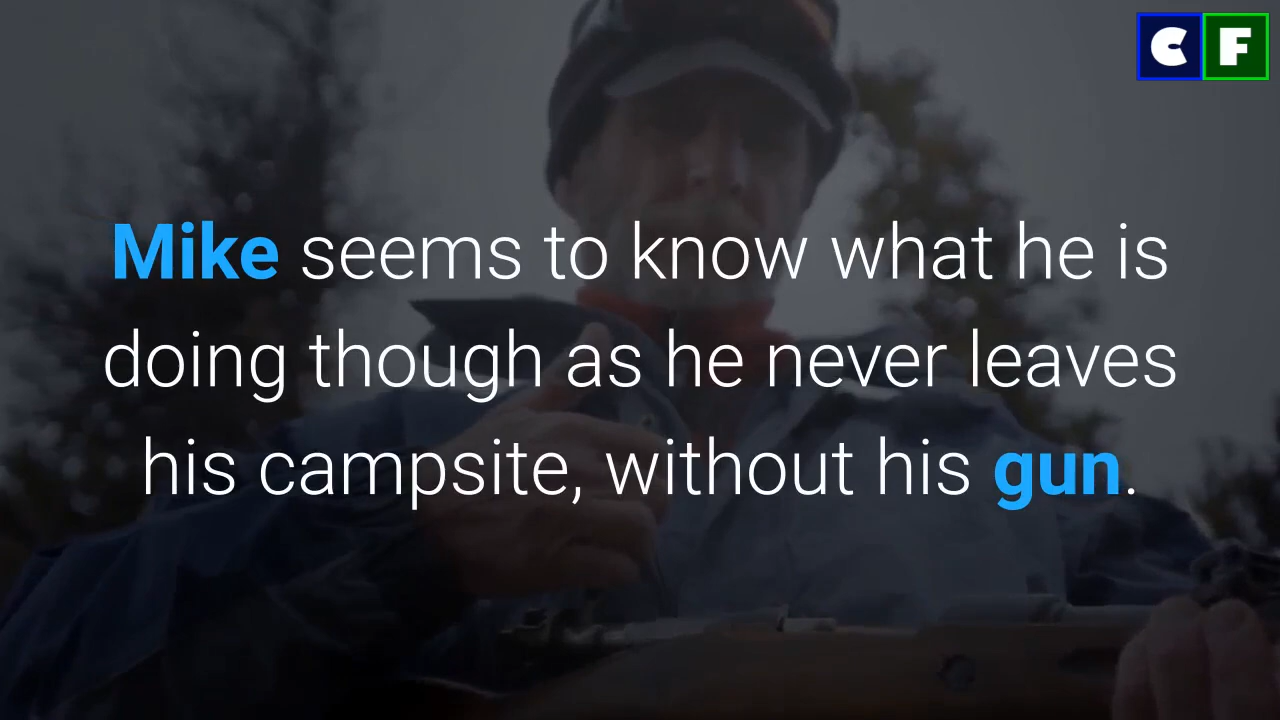 C F
Mike seems to know what he is
doing though as he never leaves
his campsite, without his gun.